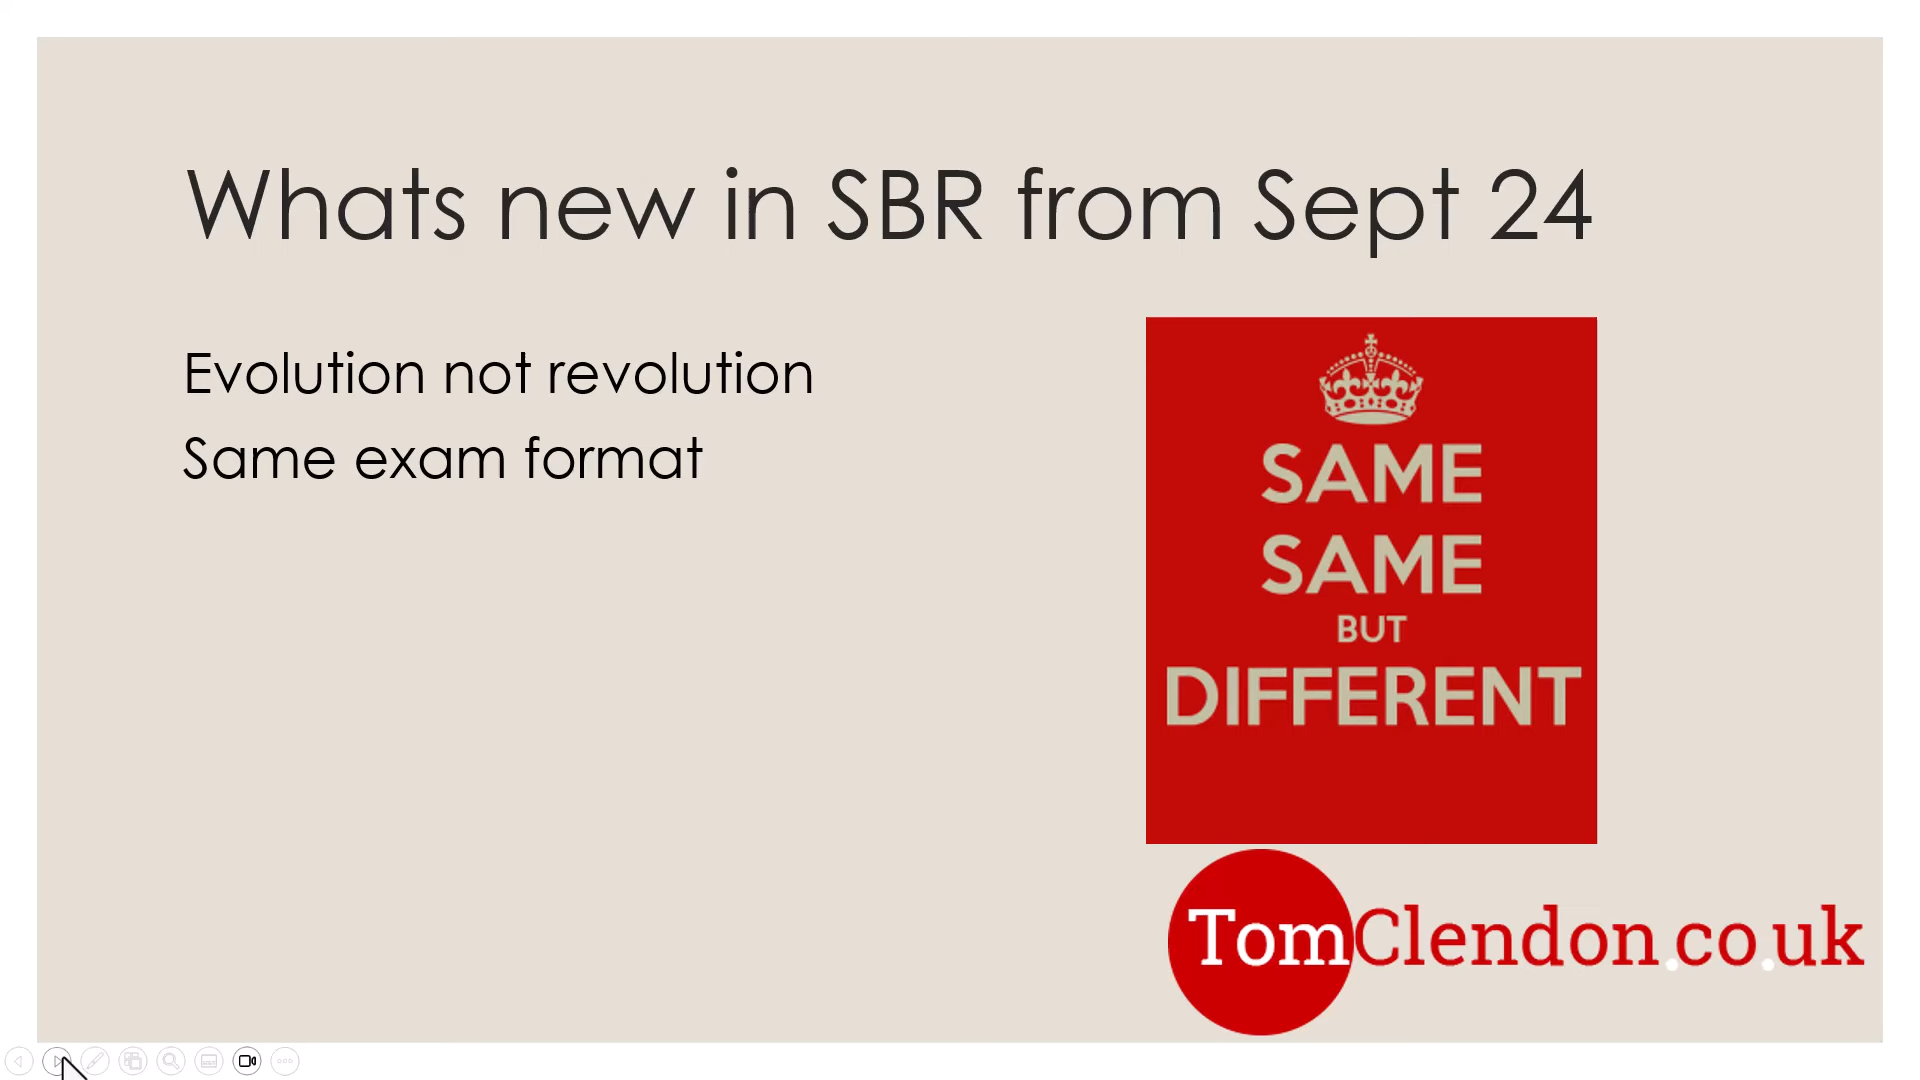 Whats new in SBR from Sept 24
Evolution not revolution
Same exam format
SAME
SAME
BUT
DIFFERENT
TomClendon.co.uk